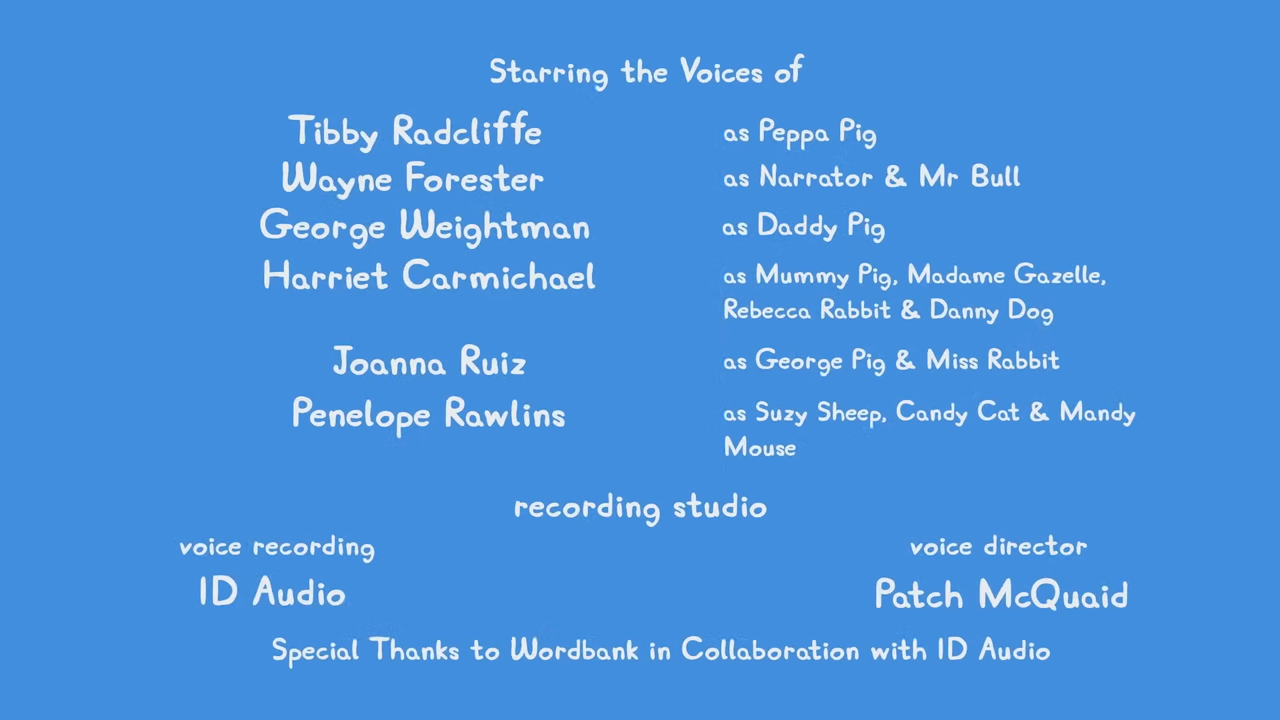 Starring the Voices of
Tibby Radcliffe as Peppa Pig
Wayne Forester as Narrator & Mr Bull
George Weightman as Daddy Pig
Harriet Carmichael as Mummy Pig, Madame Gazelle,
Rebecca Rabbit & Danny Dog
Joanna Ruiz as George Pig & Miss Rabbit
Penelope Rawlins as Suzy Sheep, Candy Cat & Mandy
Mouse
recording studio
voice recording voice director
ID Audio Patch McQuaid
Special Thanks to Wordbank in Collaboration with ID Audio